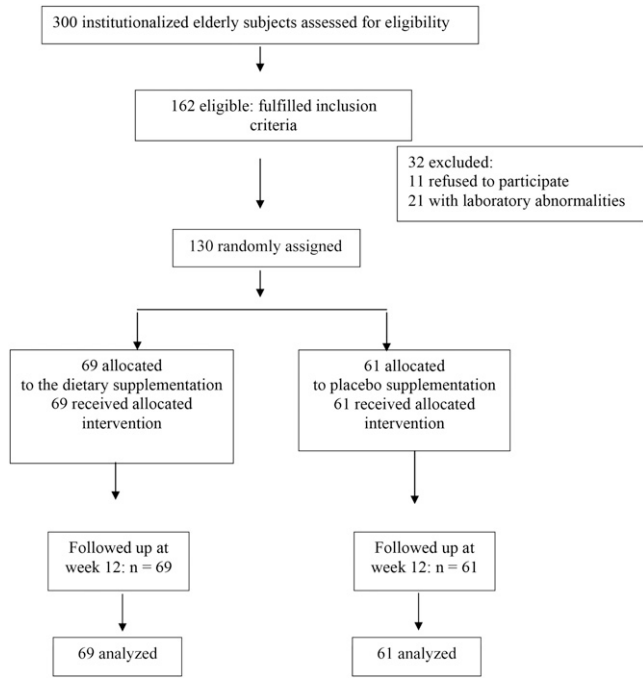 300 institutionalized elderly subjects assessed for eligibility
162 eligible: fulfilled inclusion
criteria
32 excluded:
11 refused to participate
21 with laboratory abnormalities
130 randomly assigned
69 allocated
to the dietary supplementation
69 received allocated
intervention
61 allocated
to placebo supplementation
61 received allocated
intervention
Followed up at
week 12: n = 69
Followed up at
week 12: n = 61
69 analyzed
61 analyzed